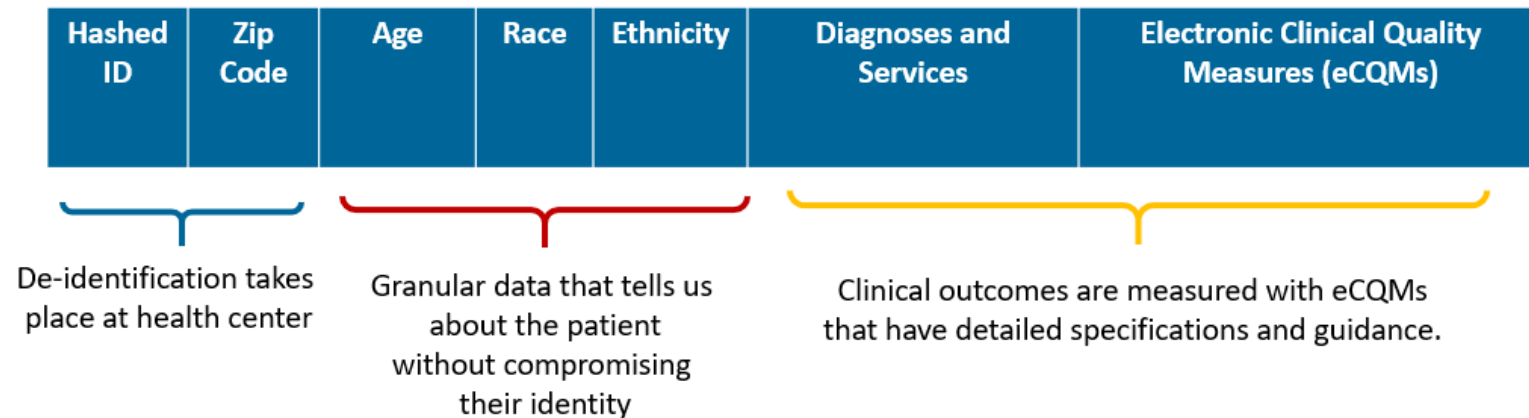 Hashed ID
Zip Code
Age
Race
Ethnicity
Diagnoses and Services
Electronic Clinical Quality Measures (eCQMs)
De-identification takes
place at health center
Granular data that tells us
about the patient
without compromising
their identity
Clinical outcomes are measured with eCQMs
that have detailed specifications and guidance.